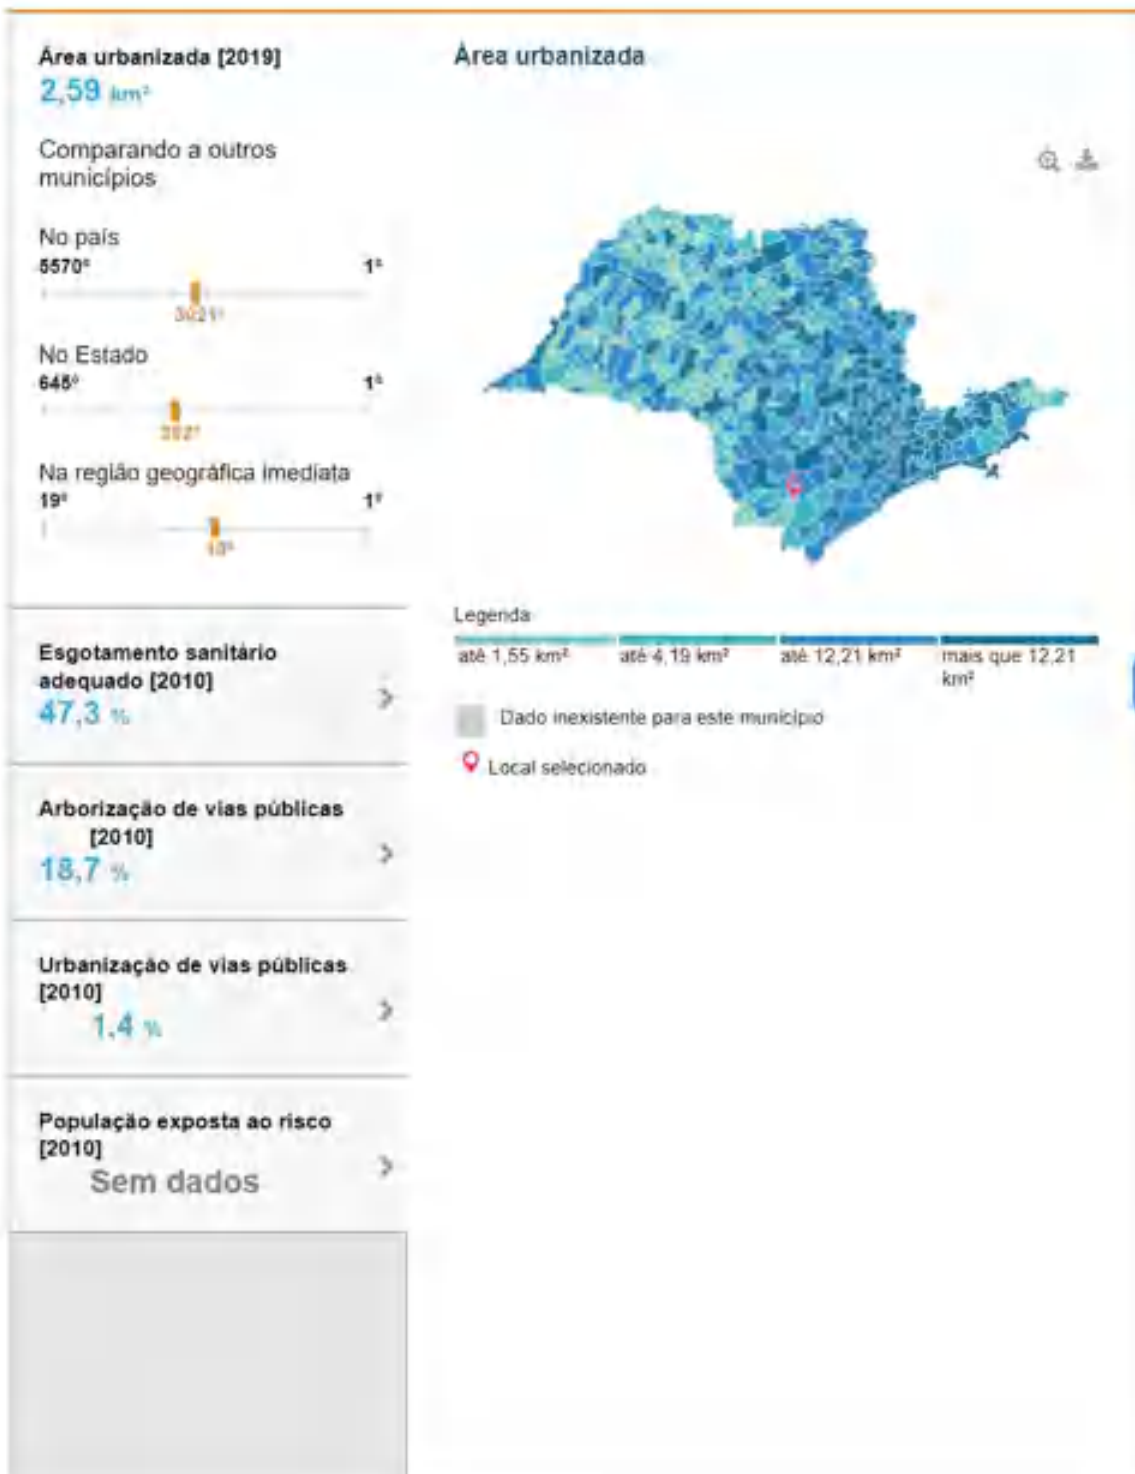 Área urbanizada [2019]
2,59 km²
Comparando a outros
municípios
No país
5570º 1º
3021º
No Estado
645º 1º
Na região geográfica imediata
19º 1º
10º
Esgotamento sanitário
adequado [2010]
47,3 %
Arborização de vias públicas
[2010]
18,7 %
Urbanização de vias públicas
[2010]
1,4 %
População exposta ao risco
[2010]
Sem dados
Área urbanizada
Legenda
até 1,55 km² até 4,19 km² até 12,21 km² mais que 12,21
km²
Dado inexistente para este município
Local selecionado